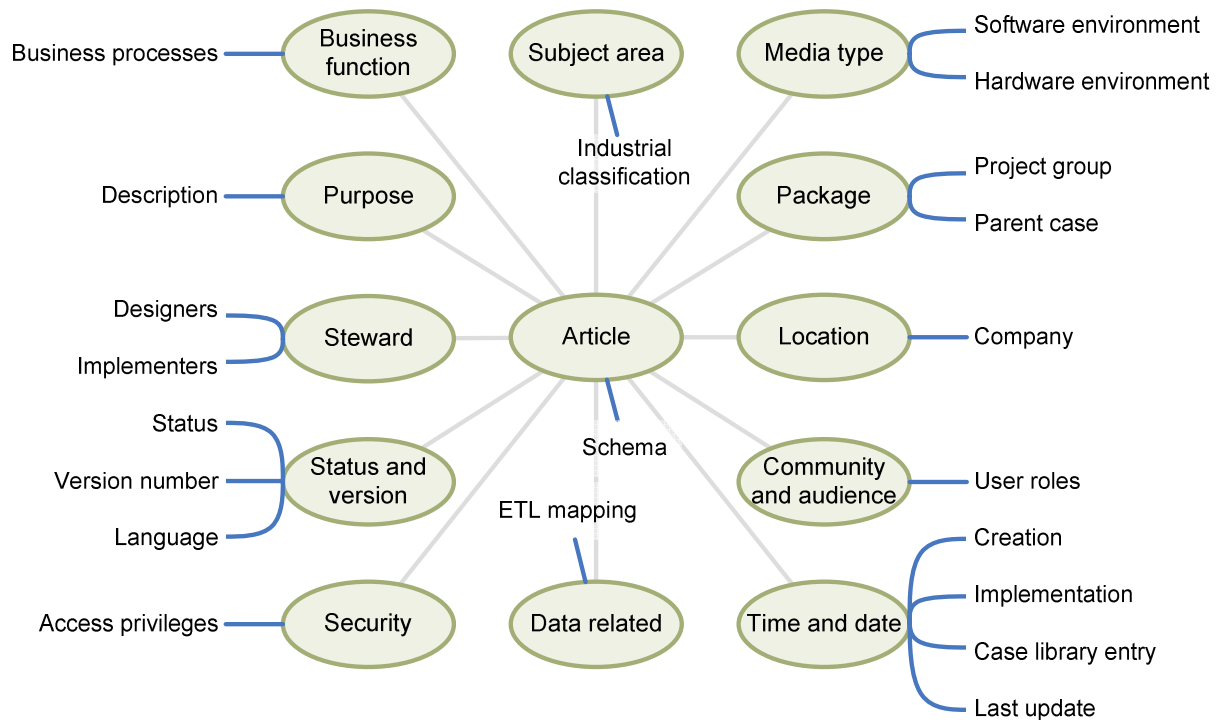 Business processes
Business
function
Subject area
Media type
Software environment
Hardware environment
Industrial
classification
Description
Purpose
Package
Project group
Parent case
Designers
Implementers
Steward
Article
Location
Company
Schema
Status
Version number
Language
Status and
version
Community
and audience
User roles
ETL mapping
Access privileges
Security
Data related
Time and date
Creation
Implementation
Case library entry
Last update